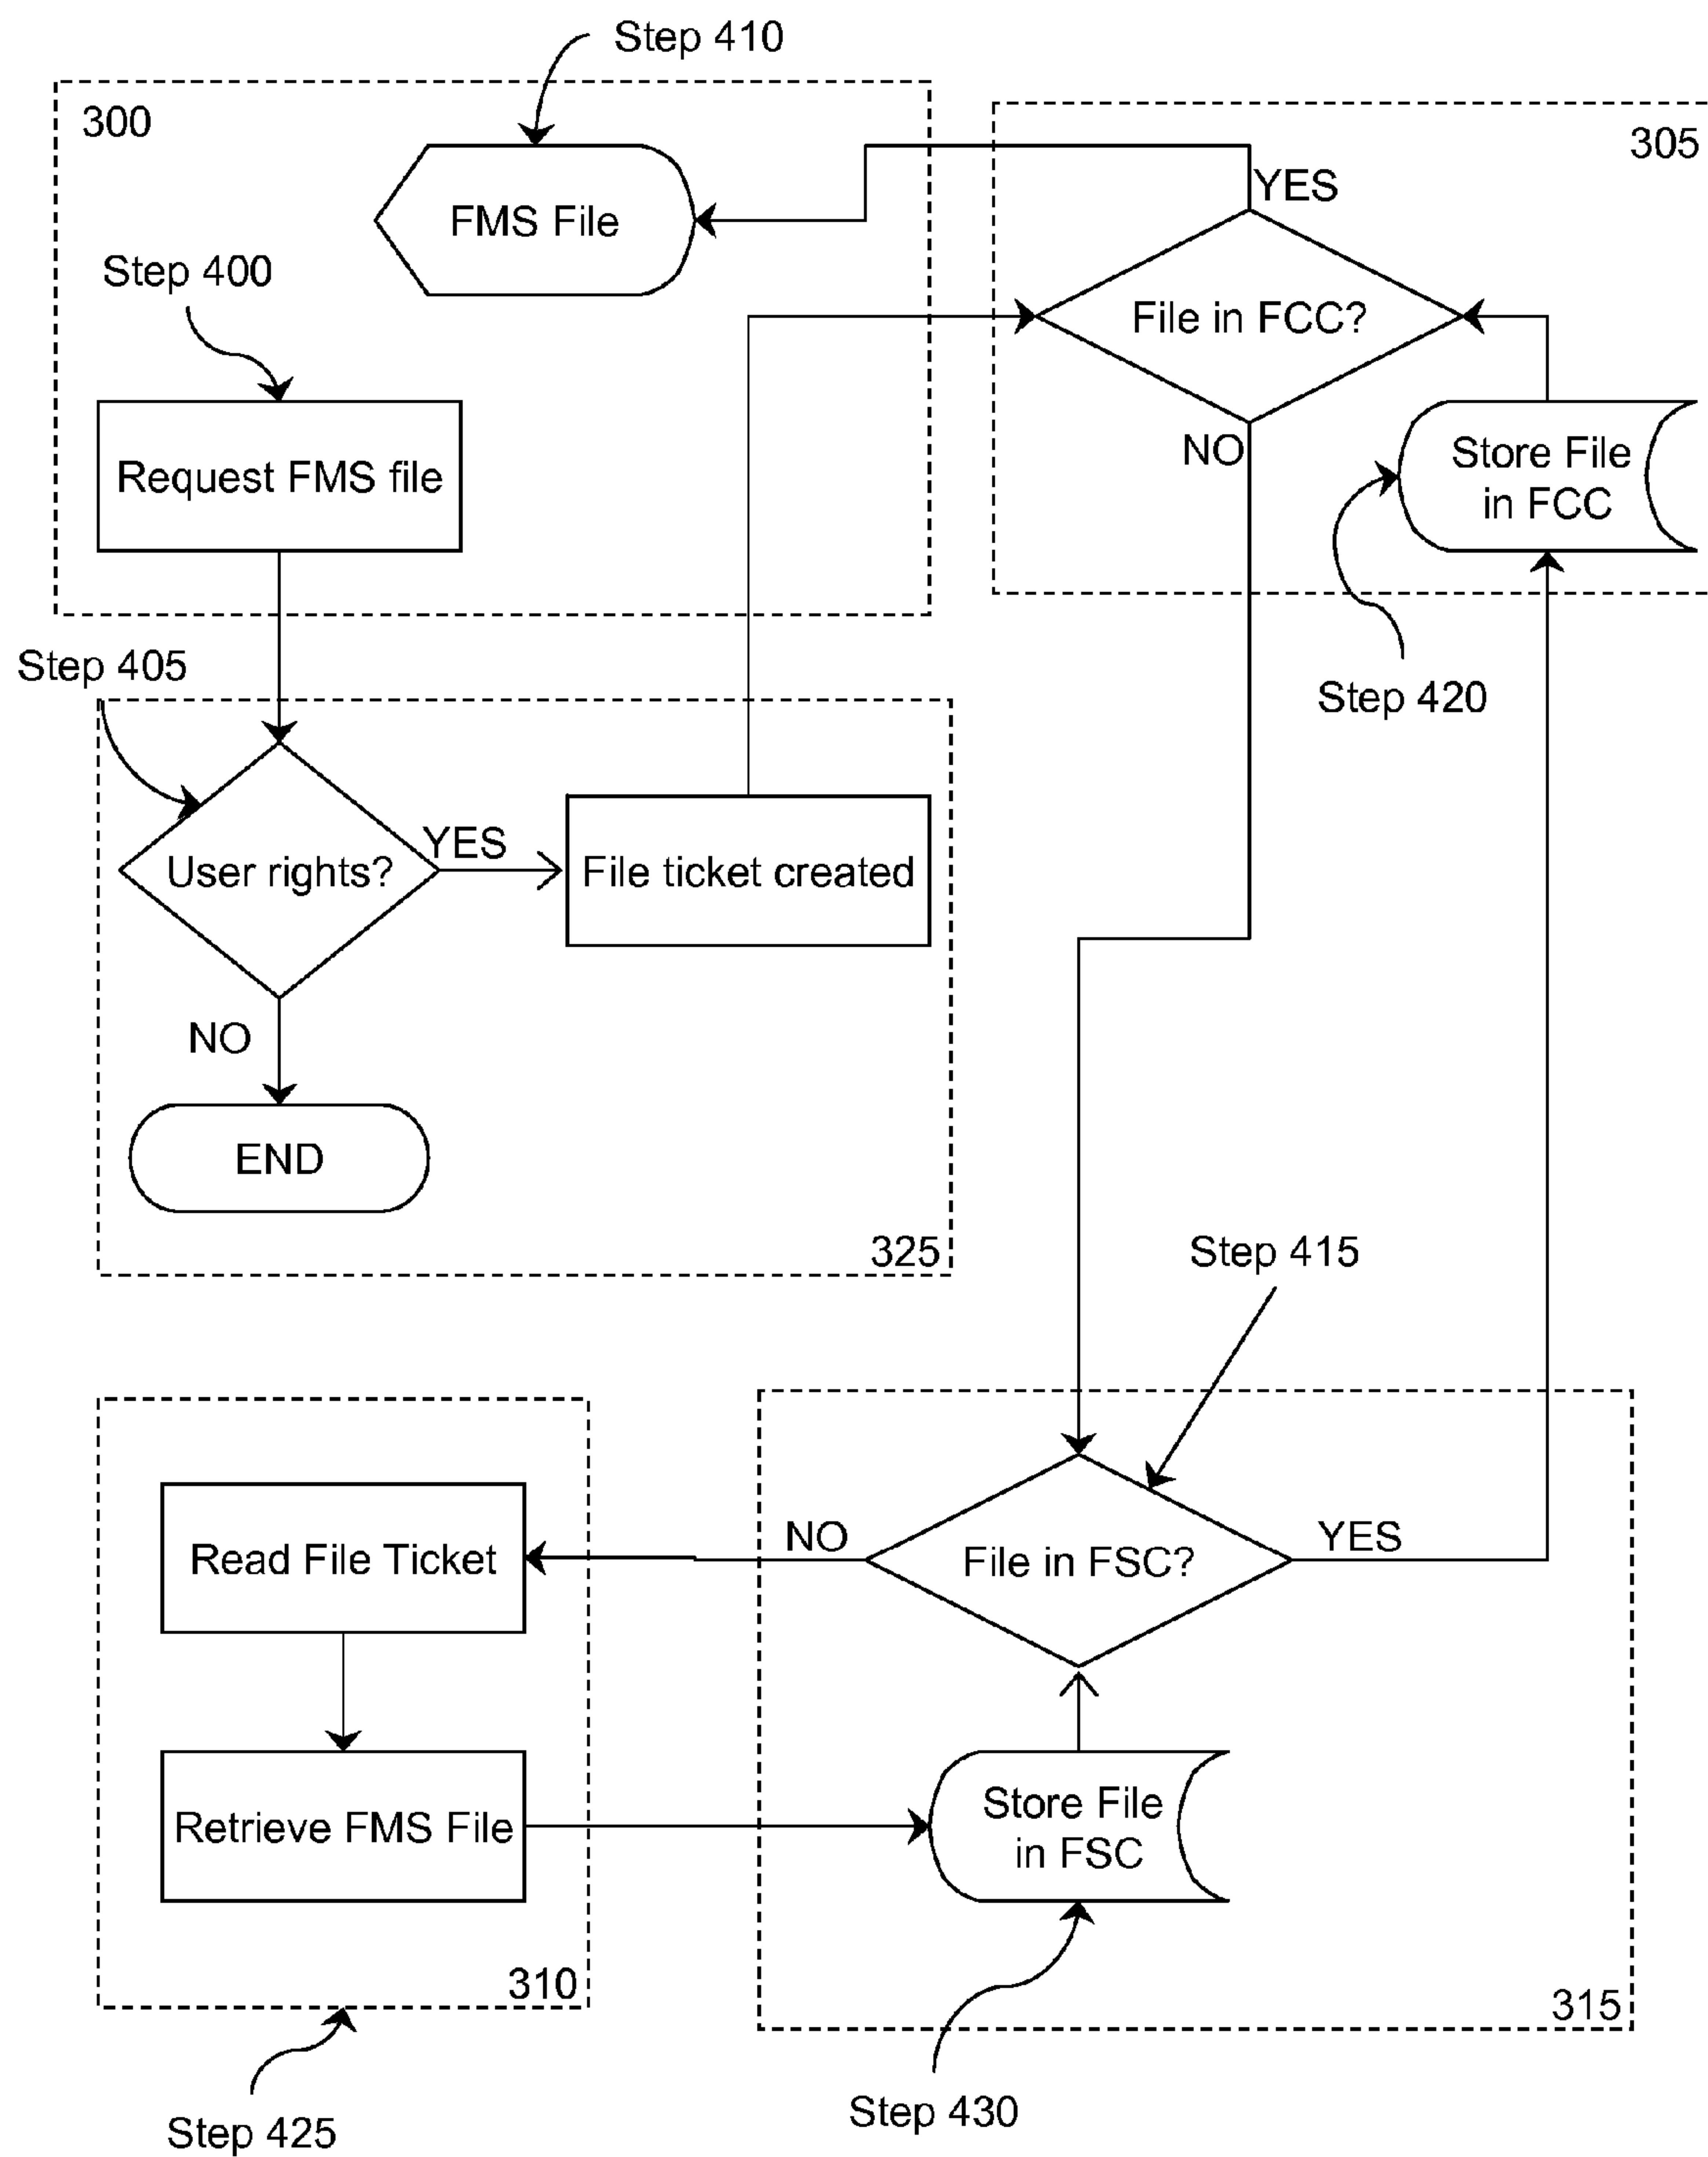 Step 410
300
305
YES
FMS File
Step 400
File in FCC?
NO
Request FMS file
Store File
in FCC
Step 405
Step 420
YES
User rights?
File ticket created
NO
END
325
Step 415
NO
YES
Read File Ticket
File in FSC?
Retrieve FMS File
Store File
in FSC
310
315
Step 430
Step 425